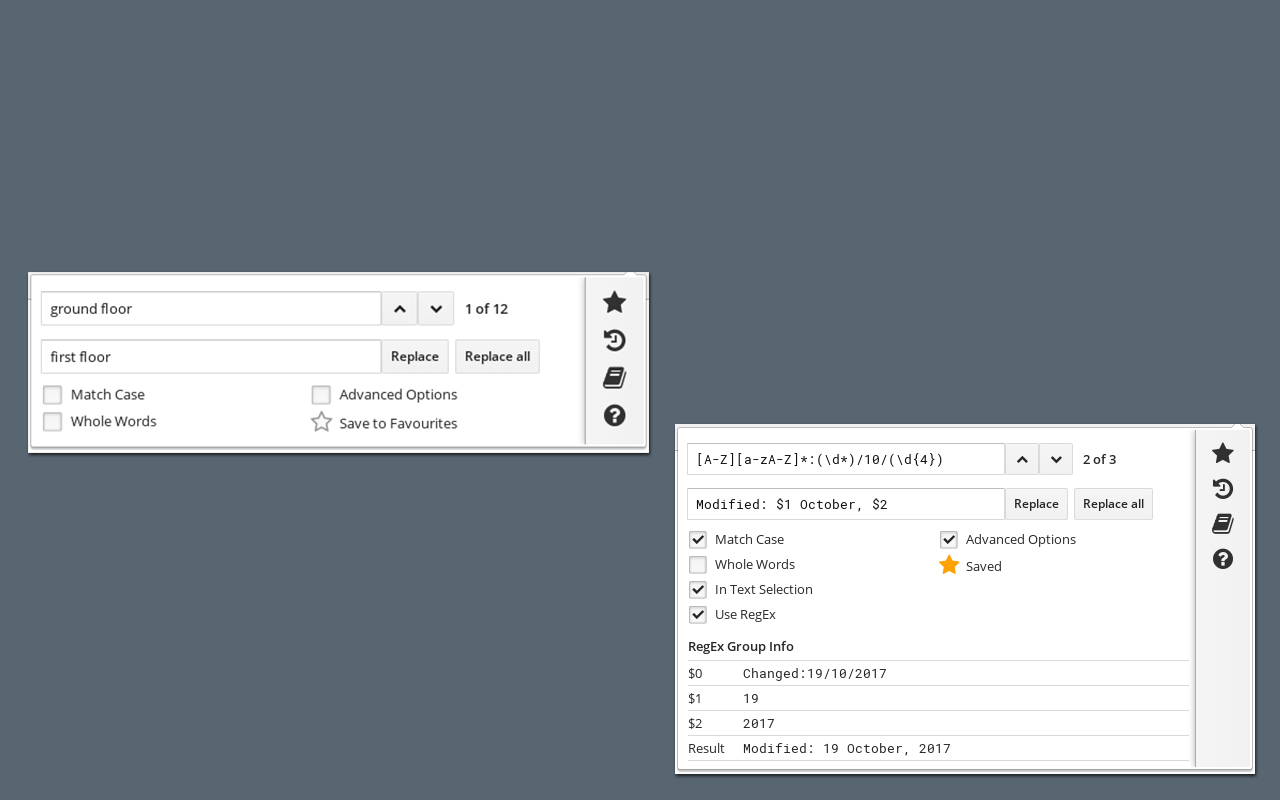 ground floor
1 of 12
first floor
Replace
Replace all
Match Case
Advanced Options
Whole Words
Save to Favourites
[A-Z][a-zA-Z]*:(\d*)/10/(\d{4})
2 of 3
Modified: $1 October, $2
Replace
Replace all
Match Case
Advanced Options
Whole Words
Saved
In Text Selection
Use RegEx
RegEx Group Info
$0 Changed:19/10/2017
$1 19
$2 2017
Result Modified: 19 October, 2017